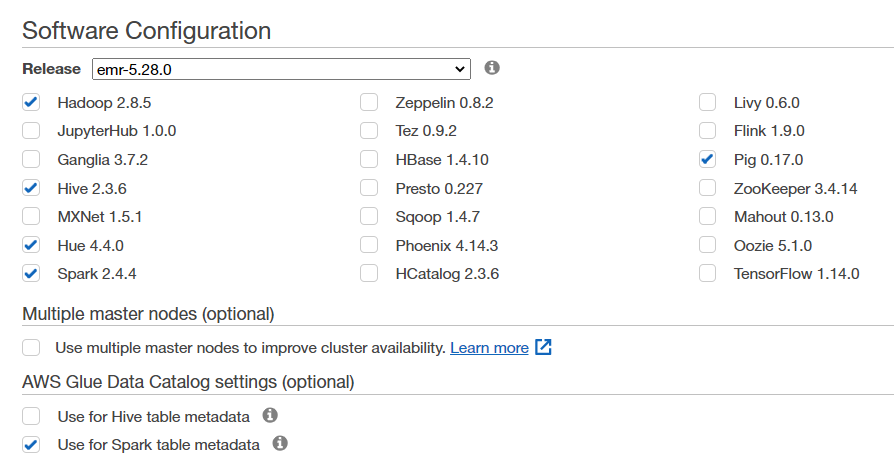 Software Configuration
Release emr-5.28.0
Hadoop 2.8.5 Zeppelin 0.8.2 Livy 0.6.0
JupyterHub 1.0.0 Tez 0.9.2 Flink 1.9.0
Ganglia 3.7.2 HBase 1.4.10 Pig 0.17.0
Hive 2.3.6 Presto 0.227 ZooKeeper 3.4.14
MXNet 1.5.1 Sqoop 1.4.7 Mahout 0.13.0
Hue 4.4.0 Phoenix 4.14.3 Oozie 5.1.0
Spark 2.4.4 HCatalog 2.3.6 TensorFlow 1.14.0
Multiple master nodes (optional)
Use multiple master nodes to improve cluster availability. Learn more
AWS Glue Data Catalog settings (optional)
Use for Hive table metadata
Use for Spark table metadata